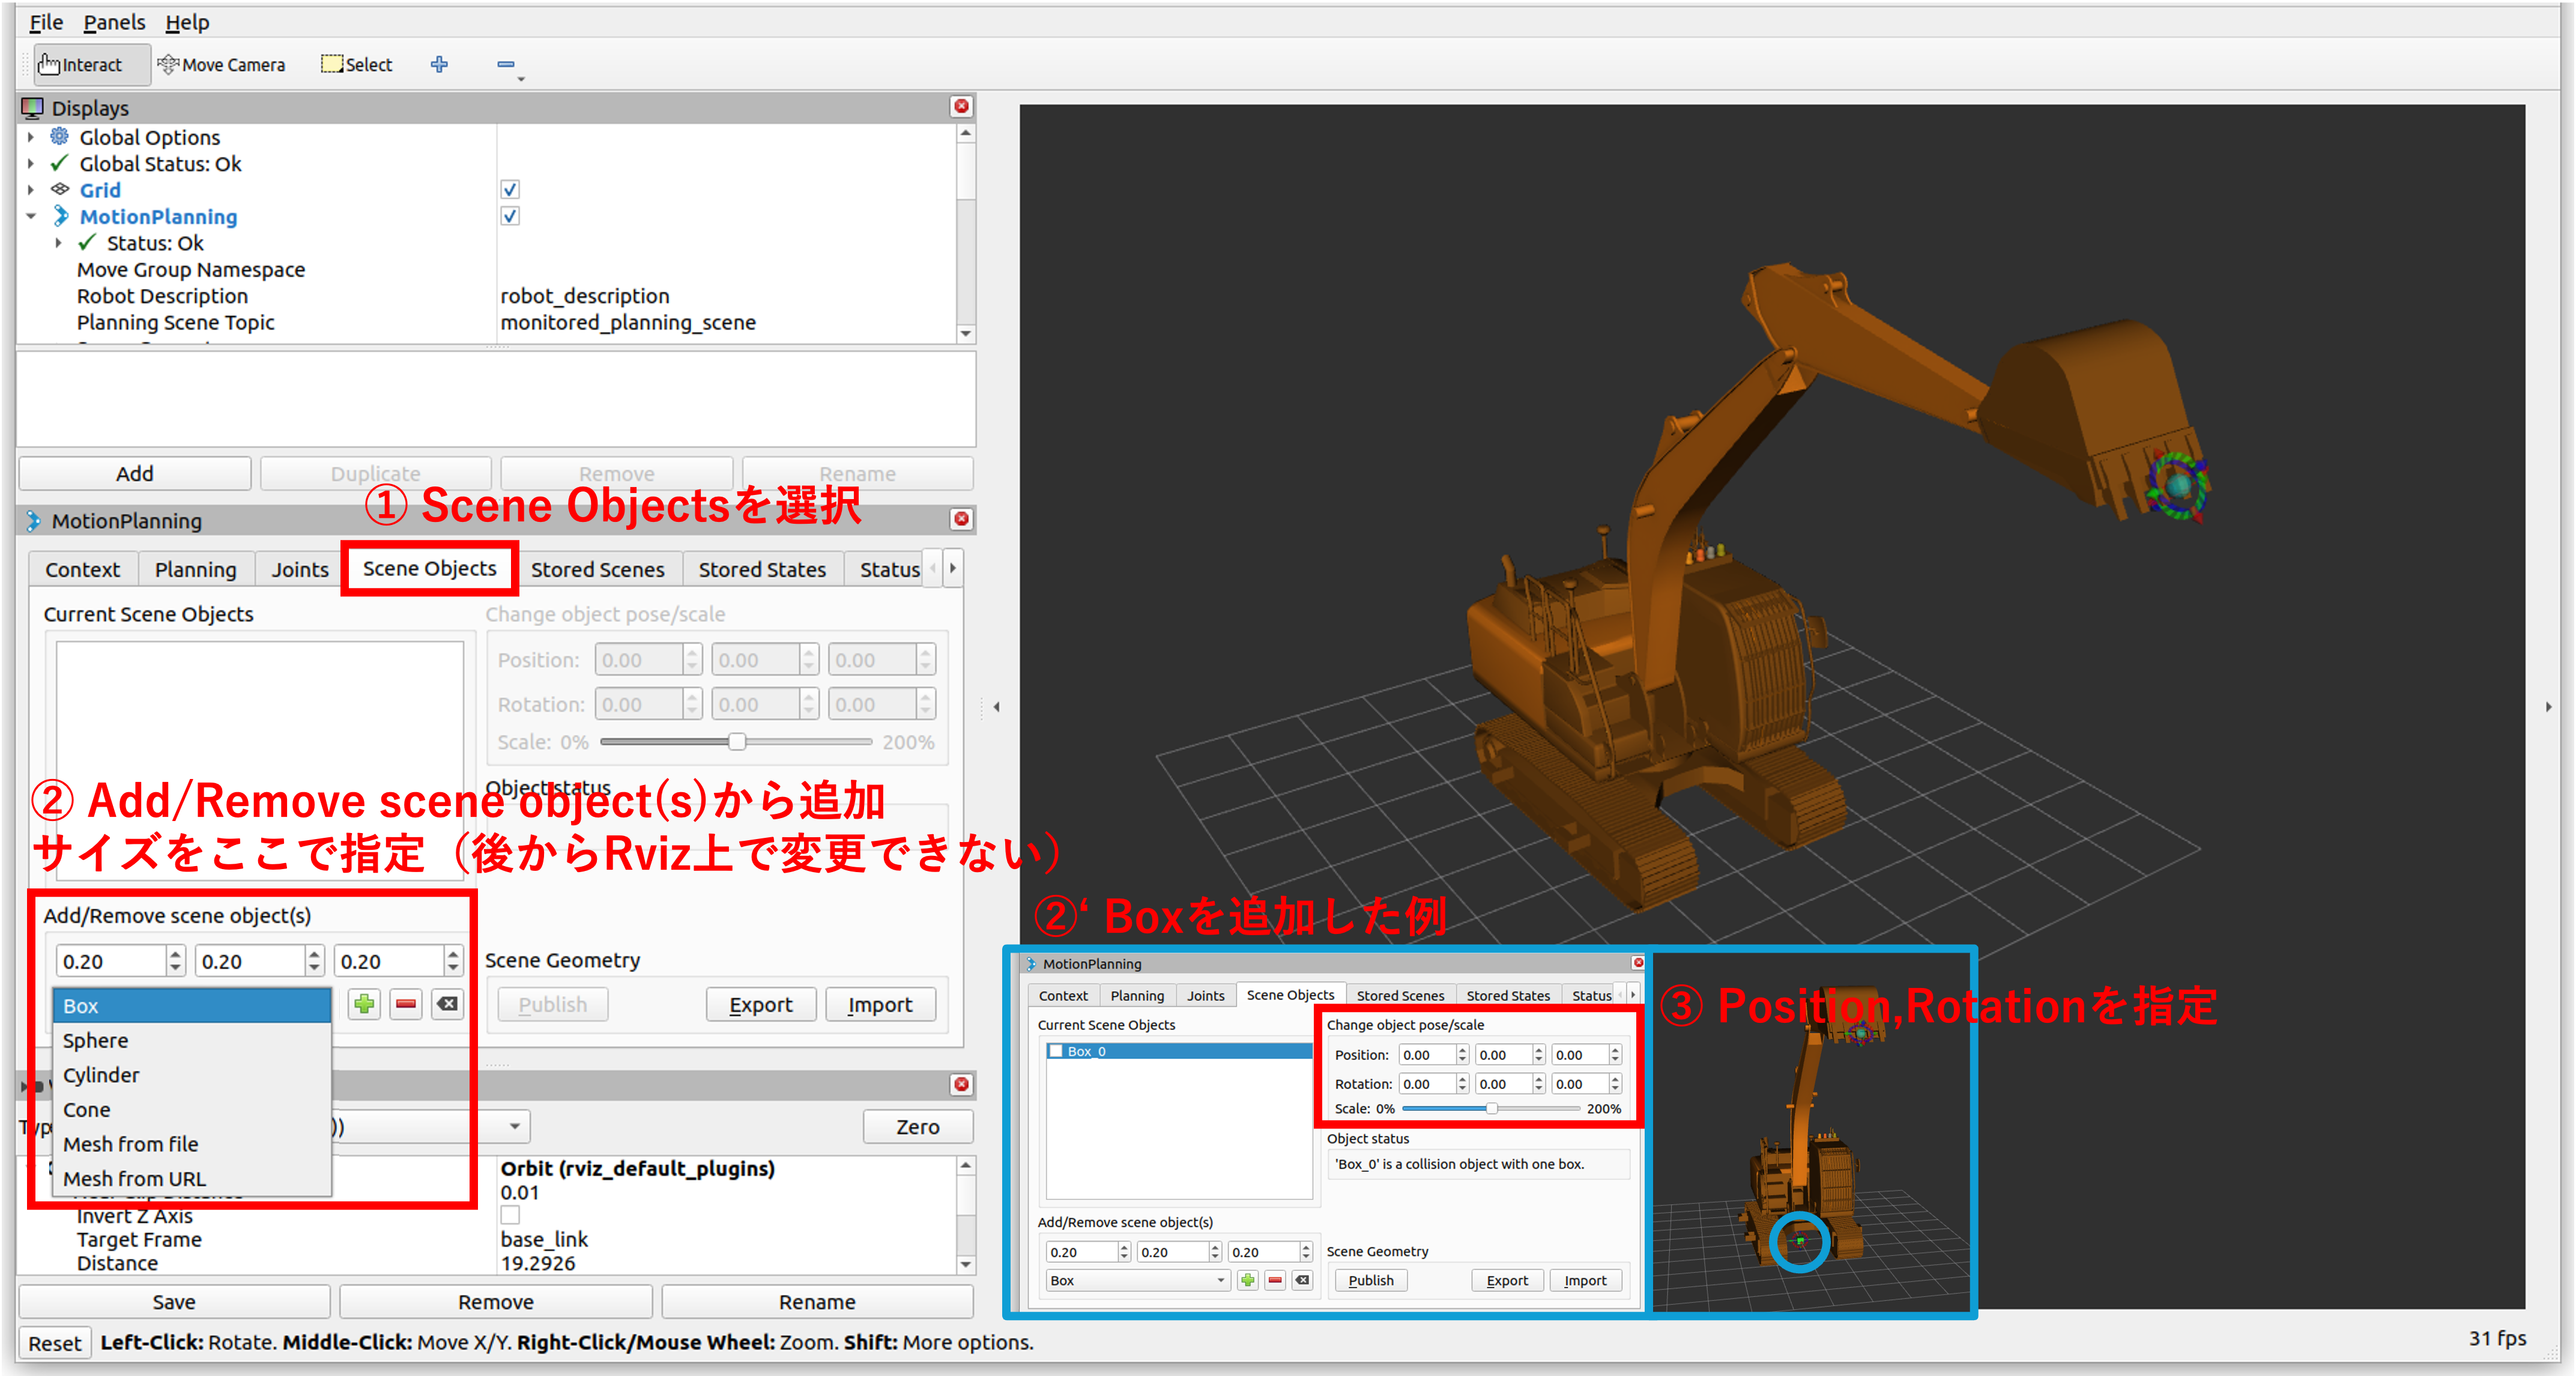 File Panels Help
Interact Move Camera Select
Displays
Global Options
Global Status: Ok
Grid
MotionPlanning
Status: Ok
Move Group Namespace
Robot Description robot_description
Planning Scene Topic monitored_planning_scene
Add Duplicate Remove Rename
① Scene Objectsを選択
MotionPlanning
Context Planning Joints Scene Objects Stored Scenes Stored States Status
Current Scene Objects
Change object pose/scale
Position: 0.00 0.00 0.00
Rotation: 0.00 0.00 0.00
Scale: 0% 200%
Object status
② Add/Remove scene object(s)から追加
サイズをここで指定（後からRviz上で変更できない）
Add/Remove scene object(s)
0.20 0.20 0.20
Box
Sphere
Cylinder
Cone
Mesh from file
Mesh from URL
Scene Geometry
Publish Export Import
Zero
Orbit (rviz_default_plugins)
0.01
Invert Z Axis
Target Frame base_link
Distance 19.2926
Save Remove Rename
Reset Left-Click: Rotate. Middle-Click: Move X/Y. Right-Click/Mouse Wheel: Zoom. Shift: More options.
31 fps
②‘ Boxを追加した例
MotionPlanning
Context Planning Joints Scene Objects Stored Scenes Stored States Status
Current Scene Objects
Box_0
Change object pose/scale
Position: 0.00 0.00 0.00
Rotation: 0.00 0.00 0.00
Scale: 0% 200%
Object status
'Box_0' is a collision object with one box.
Add/Remove scene object(s)
0.20 0.20 0.20
Box
Scene Geometry
Publish Export Import
③ Position,Rotationを指定